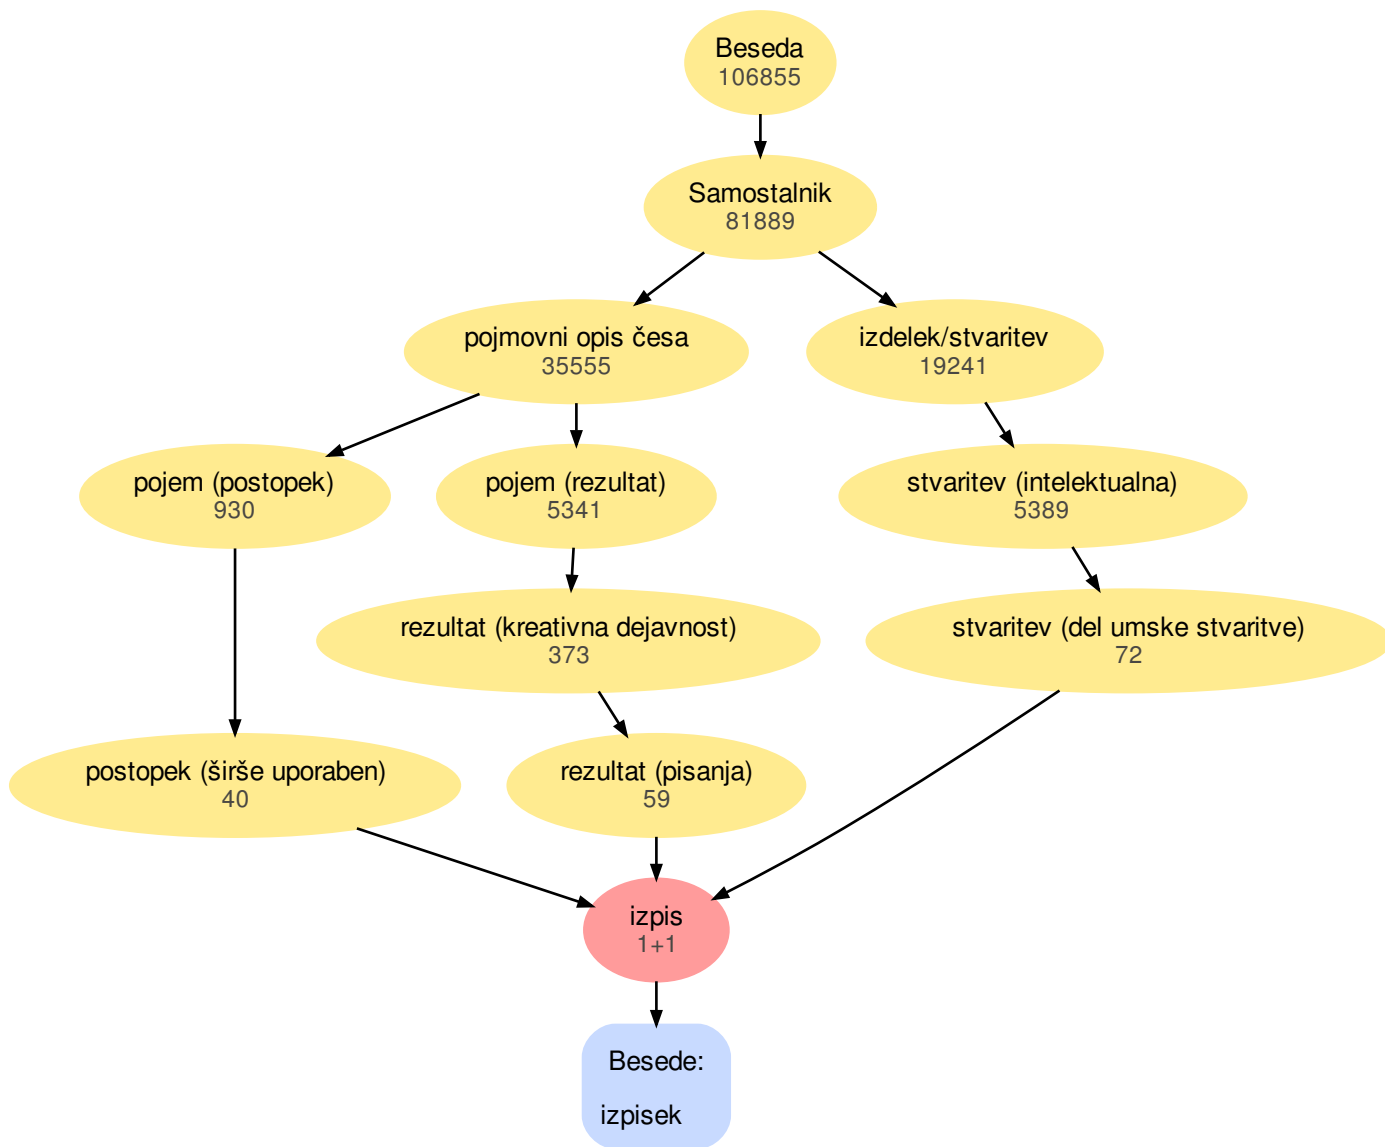 Beseda
106855
Samostalnik
81889
pojmovni opis česa
35555
izdelek/stvaritev
19241
pojem (postopek)
930
pojem (rezultat)
5341
stvaritev (intelektualna)
5389
rezultat (kreativna dejavnost)
373
stvaritev (del umske stvaritve)
72
postopek (širše uporaben)
40
rezultat (pisanja)
59
izpis
1+1
Besede:
izpisek